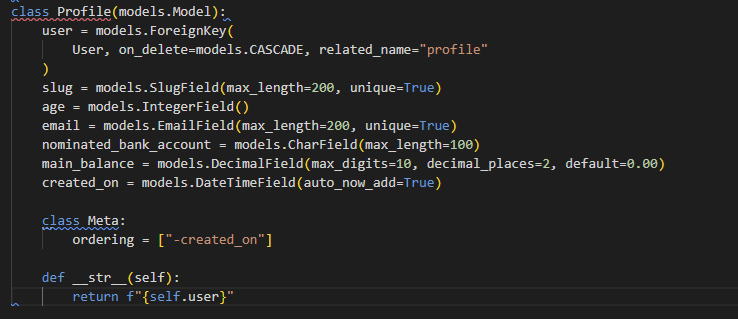 class Profile(models.Model):
    user = models.ForeignKey(
        User, on_delete=models.CASCADE, related_name="profile"
    )
    slug = models.SlugField(max_length=200, unique=True)
    age = models.IntegerField()
    email = models.EmailField(max_length=200, unique=True)
    nominated_bank_account = models.CharField(max_length=100)
    main_balance = models.DecimalField(max_digits=10, decimal_places=2, default=0.00)
    created_on = models.DateTimeField(auto_now_add=True)

    class Meta:
        ordering = ["-created_on"]

    def __str__(self):
        return f"{self.user}"